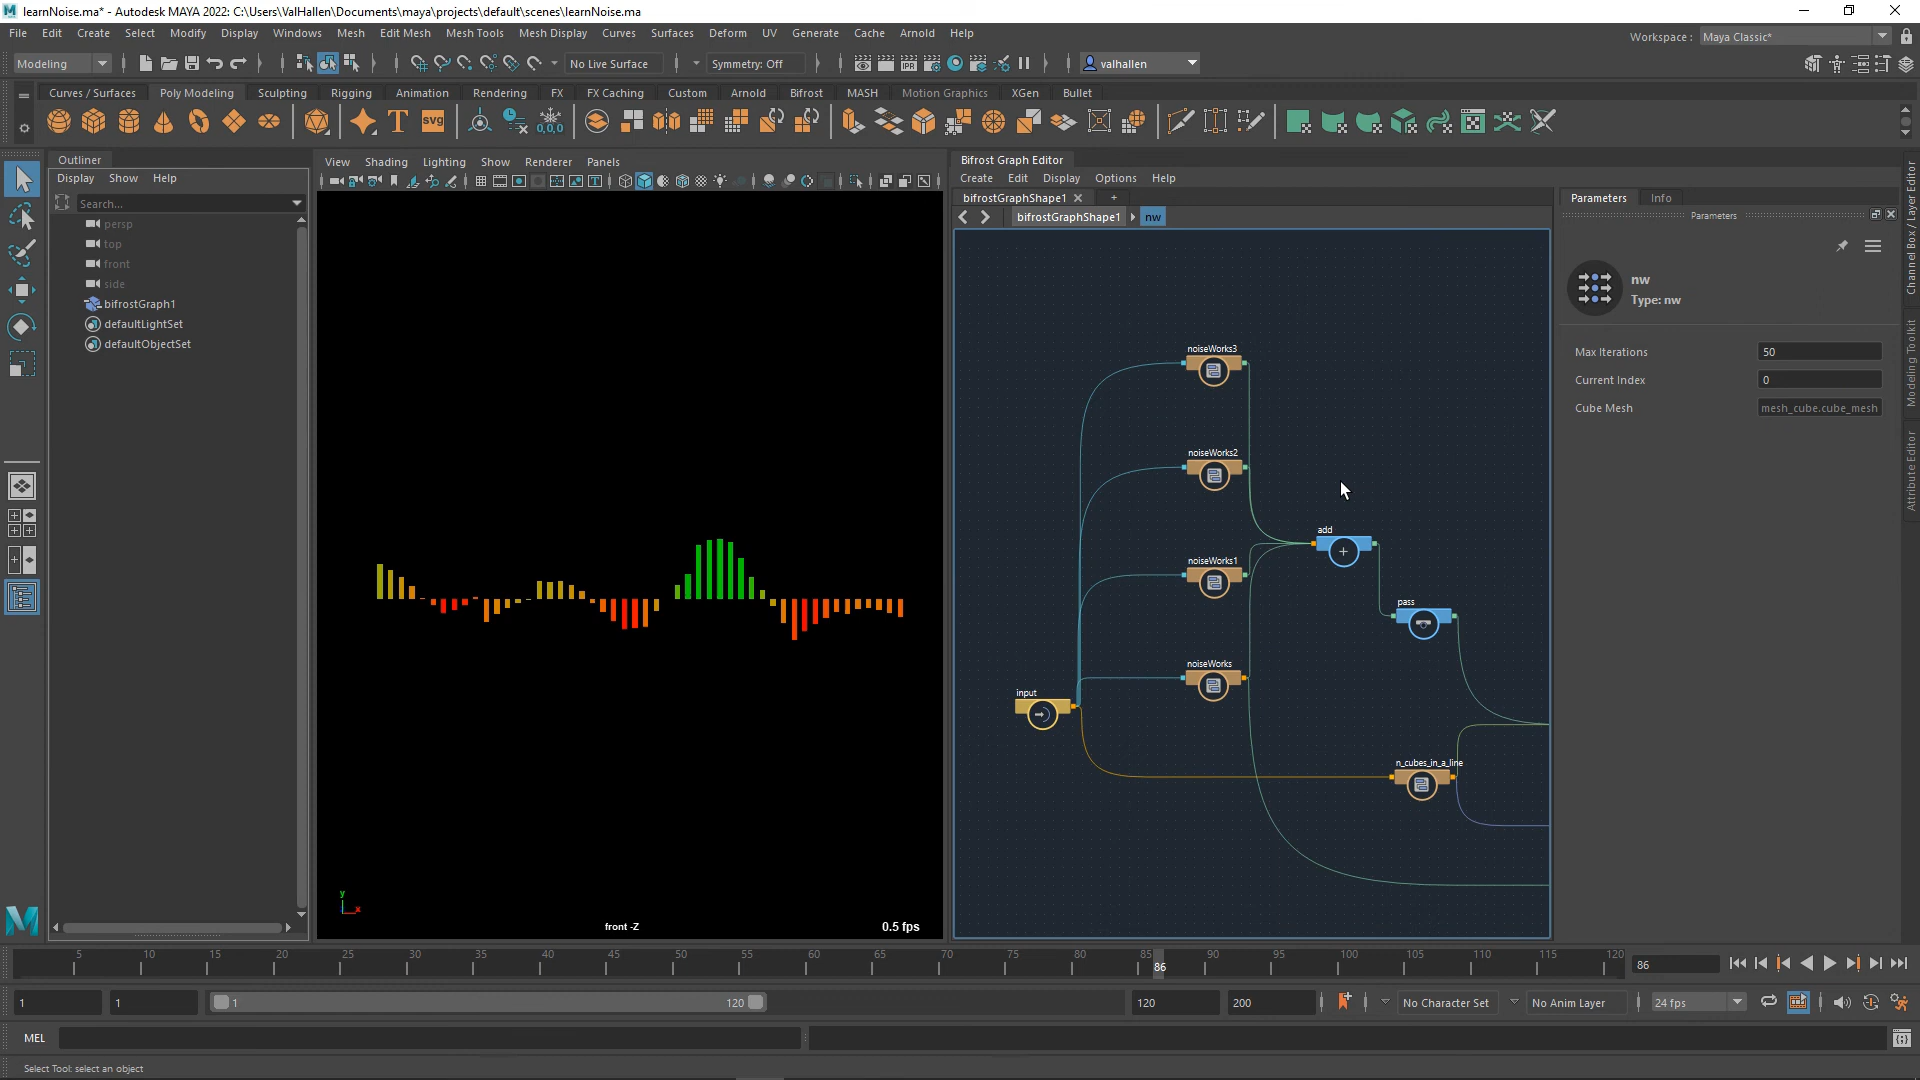 learnNoise.ma* - Autodesk MAYA 2022: C:\Users\ValHallen\Documents\maya\projects\default\scenes\learnNoise.ma
File Edit Create Select Modify Display Windows Mesh Edit Mesh Mesh Tools Mesh Display Curves Surfaces Deform UV Generate Cache Arnold Help
Workspace : Maya Classic*
Modeling No Live Surface Symmetry: Off IPR valhallen
Curves / Surfaces Poly Modeling Sculpting Rigging Animation Rendering FX FX Caching Custom Arnold Bifrost MASH Motion Graphics XGen Bullet
T SVG 0,0,0
Outliner
Display Show Help
Search...
persp
top
front
side
bifrostGraph1
defaultLightSet
defaultObjectSet
View Shading Lighting Show Renderer Panels
y
x
front -Z
0.5 fps
Bifrost Graph Editor
Create Edit Display Options Help
bifrostGraphShape1
bifrostGraphShape1 nw
noiseWorks3
noiseWorks2
add
noiseWorks1
pass
noiseWorks
input
n_cubes_in_a_line
Parameters Info
Parameters
nw
Type: nw
Max Iterations 50
Current Index 0
Cube Mesh mesh_cube.cube_mesh
Channel Box / Layer Editor
Modeling Toolkit
Attribute Editor
5 10 15 20 25 30 35 40 45 50 55 60 65 70 75 80 85 90 95 100 105 110 115 120
86
86
1 1 1 120 120 200 No Character Set No Anim Layer 24 fps
MEL
Select Tool: select an object